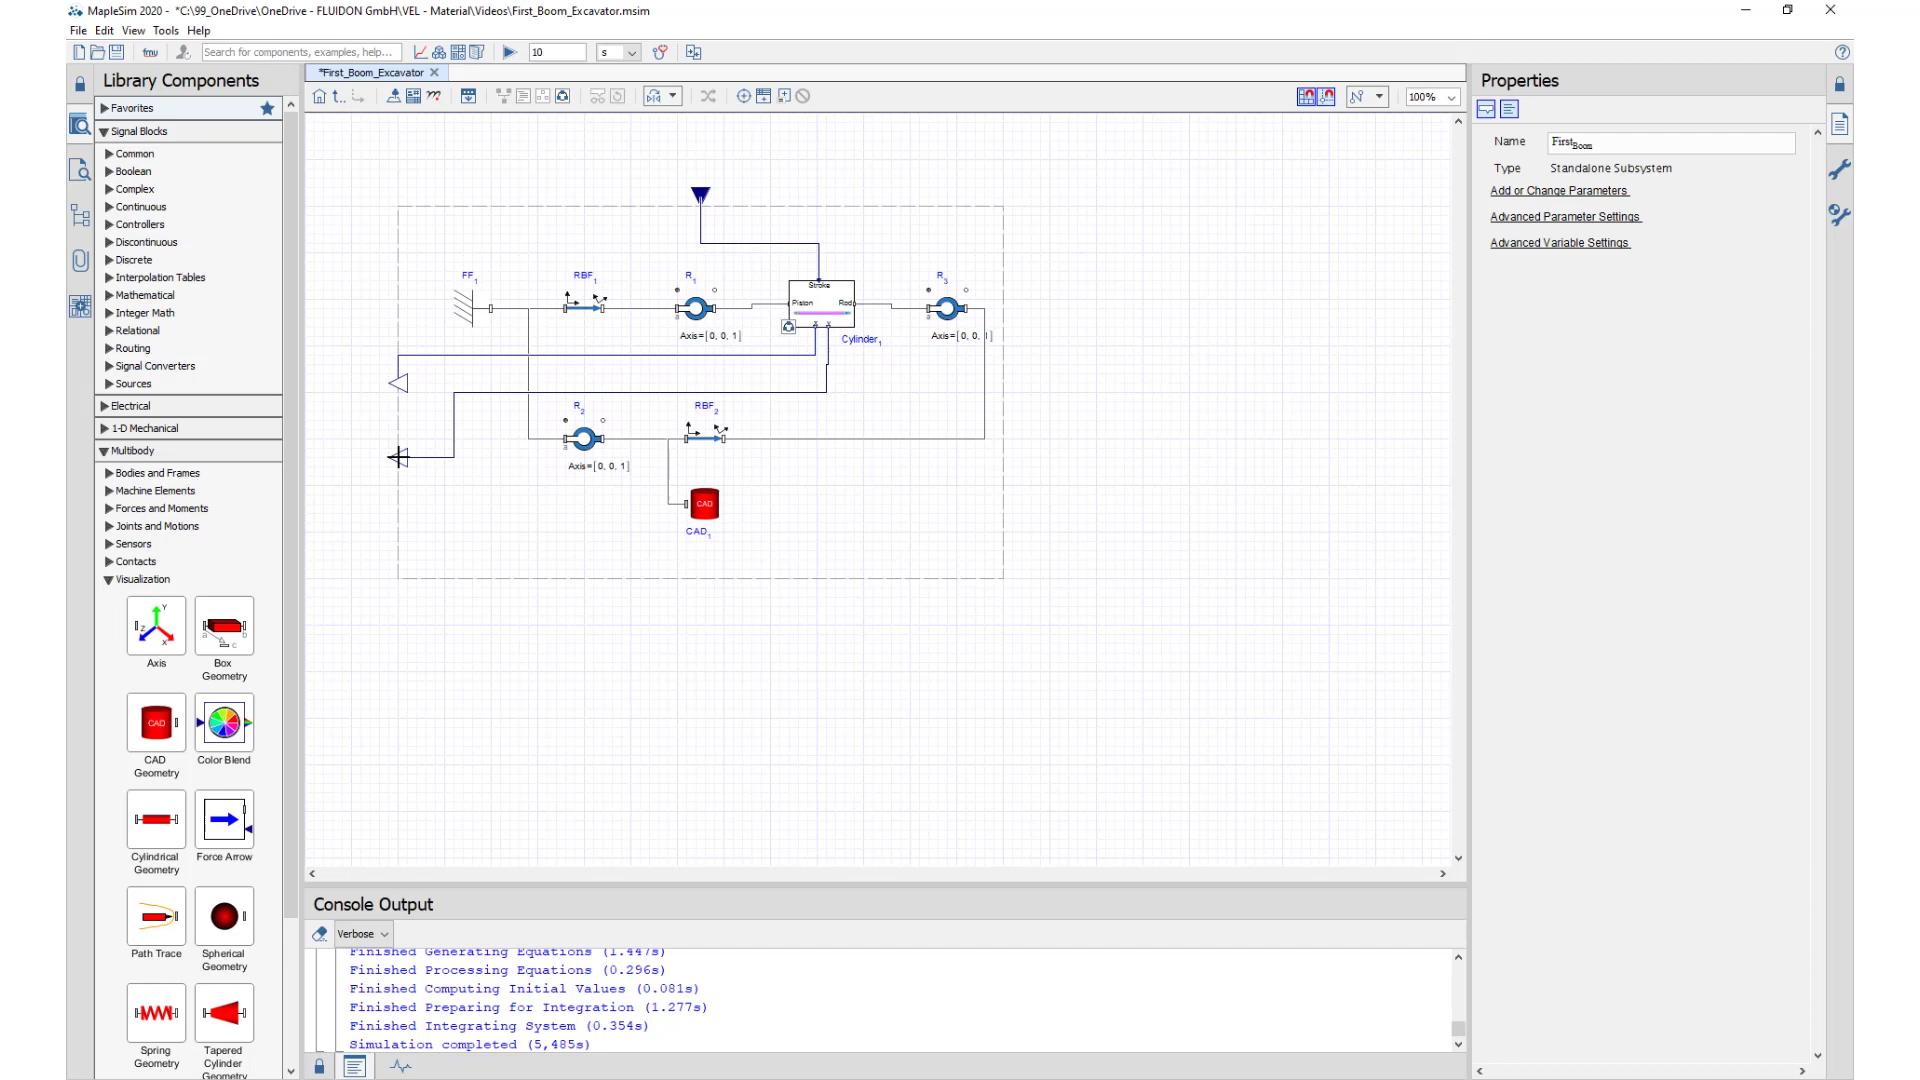 MapleSim 2020 - *C:\99_OneDrive\OneDrive - FLUIDON GmbH\VEL - Material\Videos\First_Boom_Excavator.msim
File Edit View Tools Help
fmu
Search for components, examples, help...
10
s
Library Components
Favorites
Signal Blocks
Common
Boolean
Complex
Continuous
Controllers
Discontinuous
Discrete
Interpolation Tables
Mathematical
Integer Math
Relational
Routing
Signal Converters
Sources
Electrical
1-D Mechanical
Multibody
Bodies and Frames
Machine Elements
Forces and Moments
Joints and Motions
Sensors
Contacts
Visualization
Axis
Box Geometry
CAD
CAD Geometry
Color Blend
Cylindrical Geometry
Force Arrow
Path Trace
Spherical Geometry
Spring Geometry
Tapered Cylinder Geometry
*First_Boom_Excavator
100%
FF1
RBF1
R1
Axis=[0, 0, 1]
Stroke
Piston
Rod
Cylinder1
R3
Axis=[0, 0, 1]
R2
a
Axis=[0, 0, 1]
RBF2
CAD
CAD1
Console Output
Verbose
Finished Generating Equations (1.447s)
Finished Processing Equations (0.296s)
Finished Computing Initial Values (0.081s)
Finished Preparing for Integration (1.277s)
Finished Integrating System (0.354s)
Simulation completed (5,485s)
Properties
Name FirstBoom
Type Standalone Subsystem
Add or Change Parameters
Advanced Parameter Settings
Advanced Variable Settings